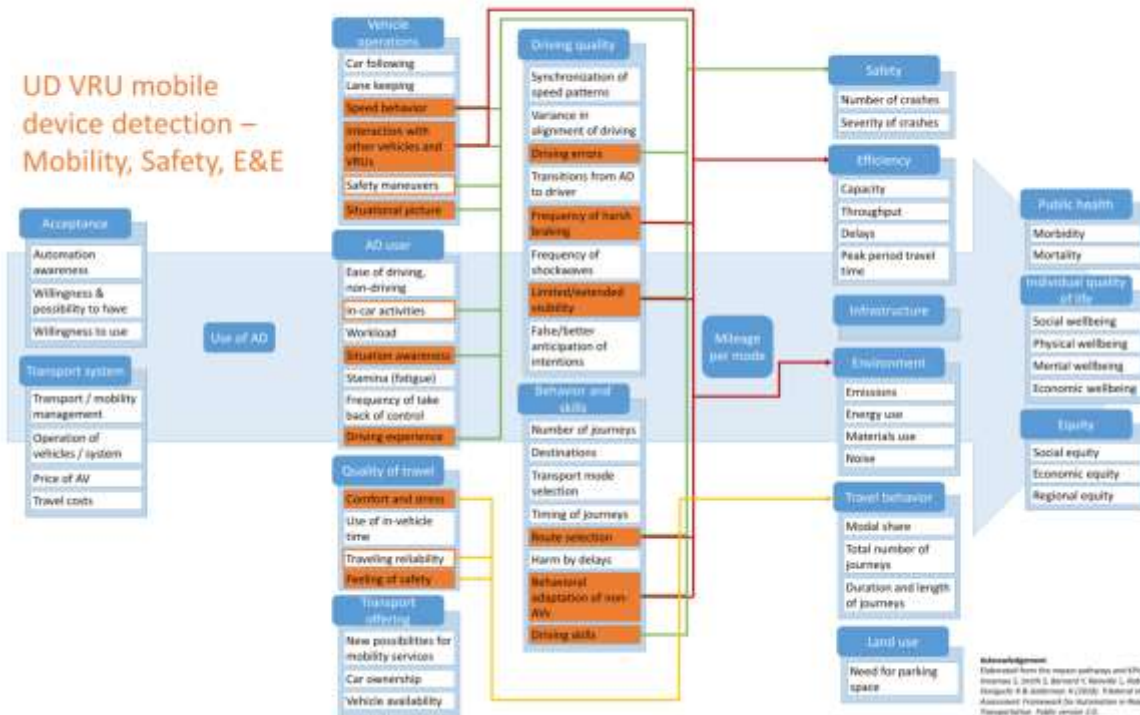 UD VRU mobile
device detection –
Mobility, Safety, E&E
Acceptance
Automation
awareness
Willingness &
possibility to have
Willingness to use
Transport system
Transport / mobility
management
Operation of
vehicles / system
Price of AV
Travel costs
Use of AD
Vehicle
operations
Car following
Lane keeping
Speed behavior
Interaction with
other vehicles and
VRUs
Safety maneuvers
Situational picture
AD user
Ease of driving,
non-driving
In-car activities
Workload
Situation awareness
Stamina (fatigue)
Frequency of take
back of control
Driving experience
Quality of travel
Comfort and stress
Use of in-vehicle
time
Traveling reliability
Feeling of safety
Transport
offering
New possibilities for
mobility services
Car ownership
Vehicle availability
Driving quality
Synchronization of
speed patterns
Variance in
alignment of driving
Driving errors
Transitions from AD
to driver
Frequency of harsh
braking
Frequency of
shockwaves
Limited/extended
visibility
False/better
anticipation of
intentions
Behavior and
skills
Number of journeys
Destinations
Transport mode
selection
Timing of journeys
Route selection
Harm by delays
Behavioral
adaptation of non-
AVs
Driving skills
Mileage
per mode
Safety
Number of crashes
Severity of crashes
Efficiency
Capacity
Throughput
Delays
Peak period travel
time
Infrastructure
Environment
Emissions
Energy use
Materials use
Noise
Travel behavior
Modal share
Total number of
journeys
Duration and length
of journeys
Land use
Need for parking
space
Public health
Morbidity
Mortality
Individual quality
of life
Social wellbeing
Physical wellbeing
Mental wellbeing
Economic wellbeing
Equity
Social equity
Economic equity
Regional equity
Acknowledgement